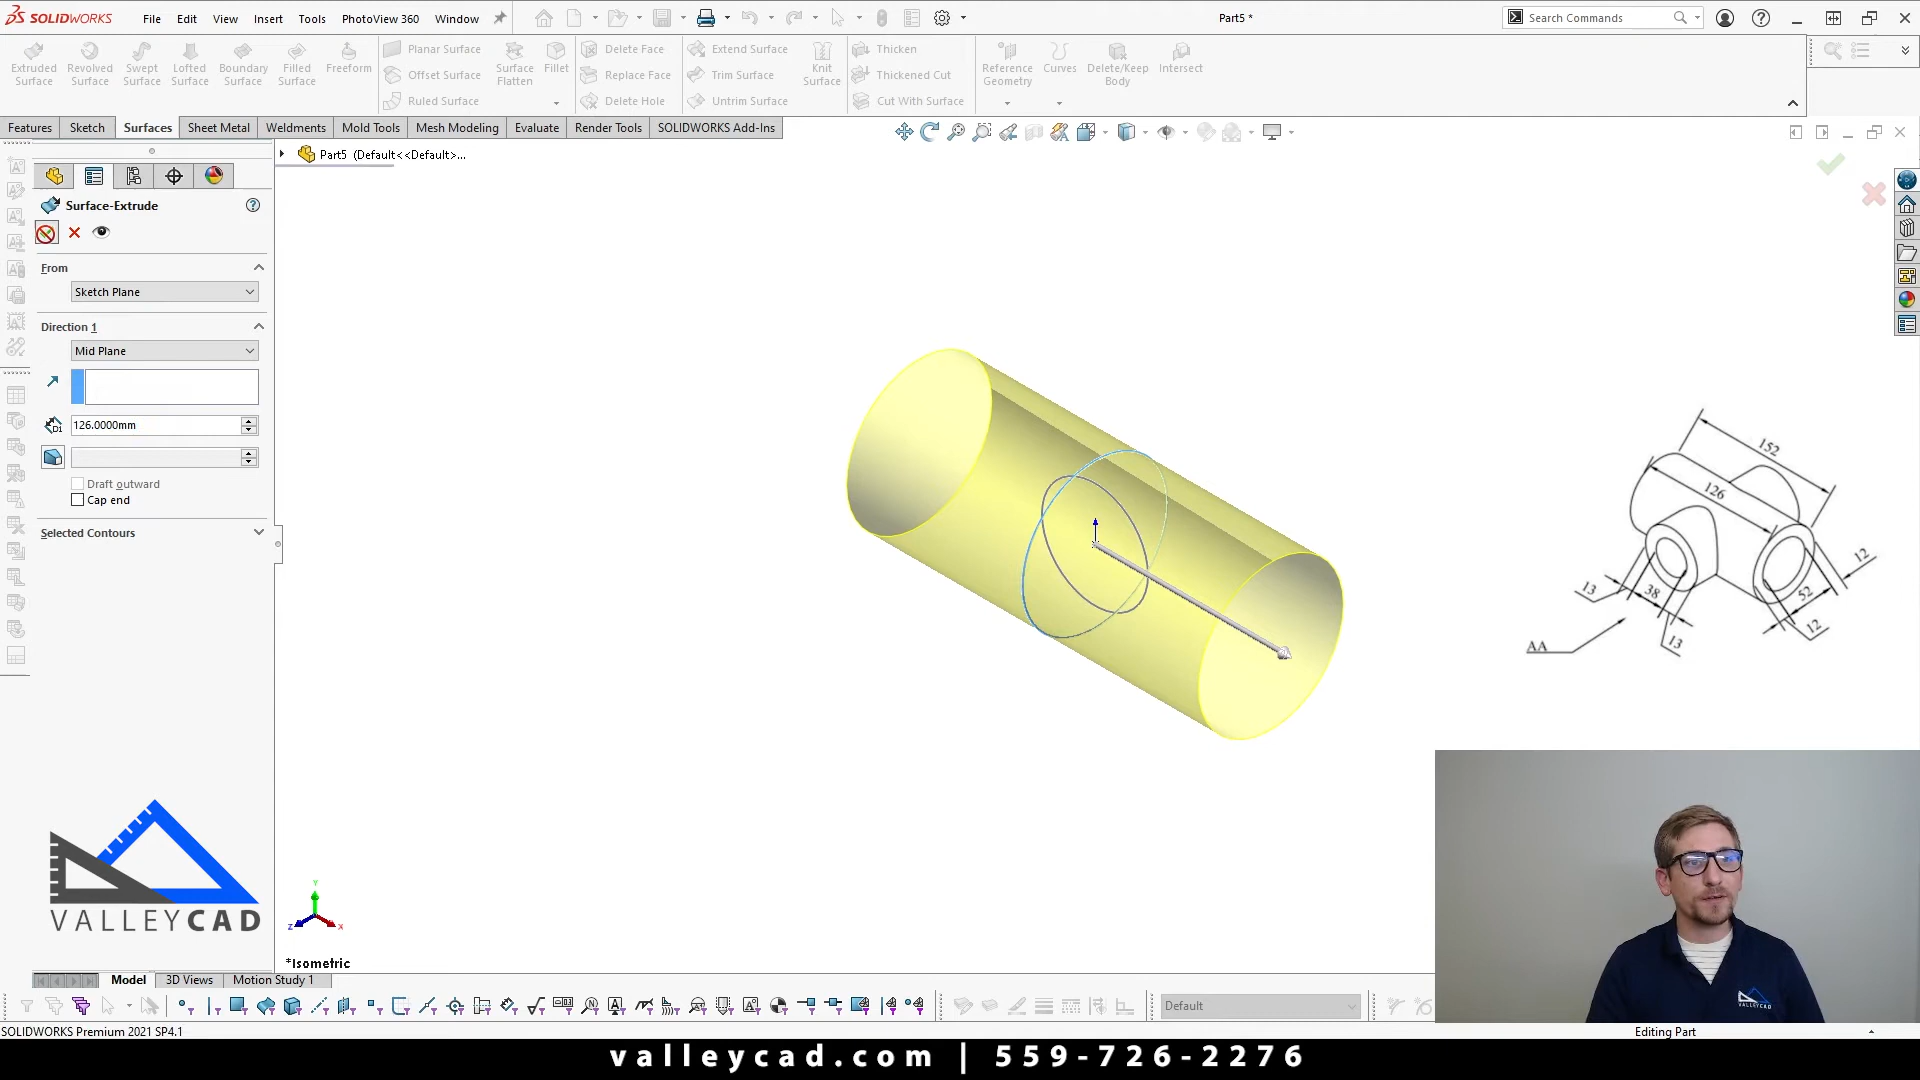 SOLIDWORKS
File Edit View Insert Tools PhotoView 360 Window
Part5 *
Search Commands
Extruded Surface
Revolved Surface
Swept Surface
Lofted Surface
Boundary Surface
Filled Surface
Freeform
Planar Surface
Offset Surface
Ruled Surface
Surface Flatten
Fillet
Delete Face
Replace Face
Delete Hole
Extend Surface
Trim Surface
Untrim Surface
Knit Surface
Thicken
Thickened Cut
Cut With Surface
Reference Geometry
Curves
Delete/Keep Body
Intersect
Features Sketch Surfaces Sheet Metal Weldments Mold Tools Mesh Modeling Evaluate Render Tools SOLIDWORKS Add-Ins
Part5 (Default<<Default>...
Surface-Extrude
From
Sketch Plane
Direction 1
Mid Plane
D1
126.0000mm
Draft outward
Cap end
Selected Contours
152
126
12
13
38
52
12
13
AA
VALLEYCAD
Y
Z
X
*Isometric
Model 3D Views Motion Study 1
Default
VALLEYCAD
SOLIDWORKS Premium 2021 SP4.1
Editing Part
valleycad.com | 559-726-2276